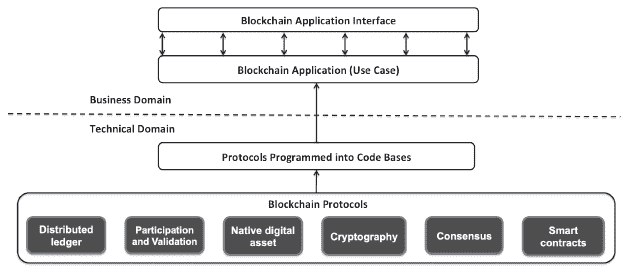 Blockchain Application Interface
Blockchain Application (Use Case)
Business Domain
Technical Domain
Protocols Programmed into Code Bases
Blockchain Protocols
Distributed
ledger
Participation
and Validation
Native digital
asset
Cryptography
Consensus
Smart
contracts